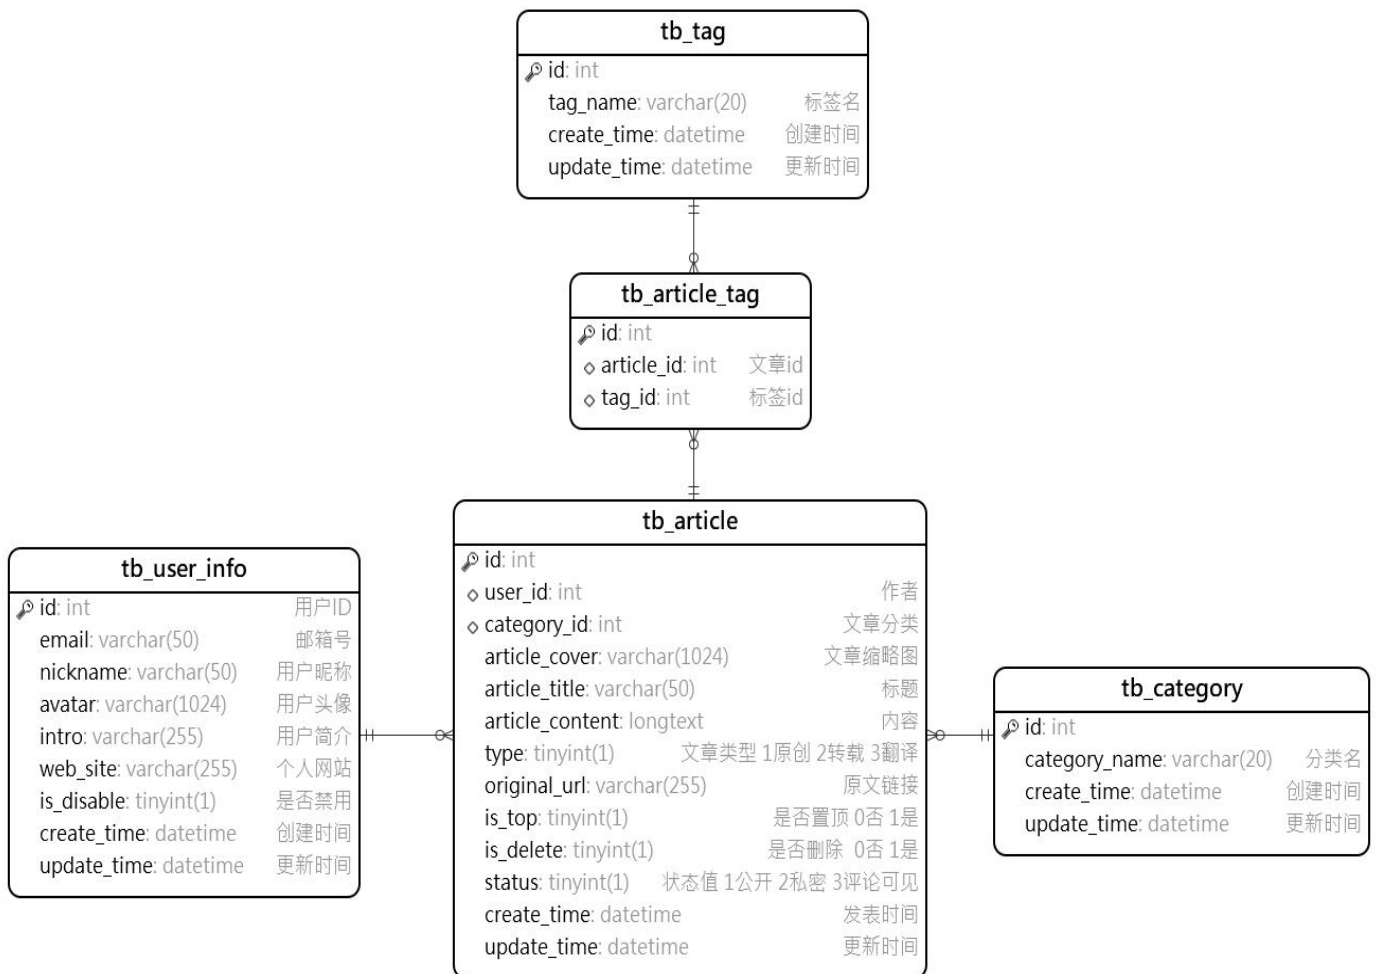 tb_tag
id: int
tag_name: varchar(20) 标签名
create_time: datetime 创建时间
update_time: datetime 更新时间
tb_article_tag
id: int
article_id: int 文章id
tag_id: int 标签id
tb_article
id: int
user_id: int 作者
category_id: int 文章分类
article_cover: varchar(1024) 文章缩略图
article_title: varchar(50) 标题
article_content: longtext 内容
type: tinyint(1) 文章类型 1原创 2转载 3翻译
original_url: varchar(255) 原文链接
is_top: tinyint(1) 是否置顶 0否 1是
is_delete: tinyint(1) 是否删除 0否 1是
status: tinyint(1) 状态值 1公开 2私密 3评论可见
create_time: datetime 发表时间
update_time: datetime 更新时间
tb_user_info
id: int 用户ID
email: varchar(50) 邮箱号
nickname: varchar(50) 用户昵称
avatar: varchar(1024) 用户头像
intro: varchar(255) 用户简介
web_site: varchar(255) 个人网站
is_disable: tinyint(1) 是否禁用
create_time: datetime 创建时间
update_time: datetime 更新时间
tb_category
id: int
category_name: varchar(20) 分类名
create_time: datetime 创建时间
update_time: datetime 更新时间